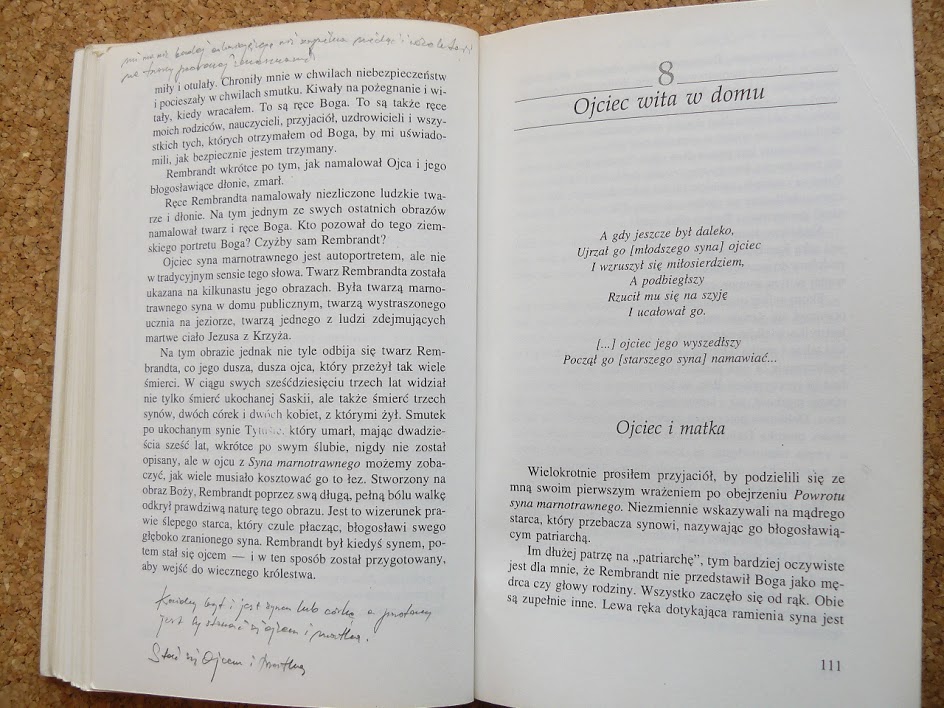 miły i otulały. Chroniły mnie w chwilach niebezpieczeństw
i pocieszały w chwilach smutku. Kiwały na pożegnanie i wi-
tały, kiedy wracałem. To są ręce Boga. To są także ręce
moich rodziców, nauczycieli, przyjaciół, uzdrowicieli i wszy-
stkich tych, których otrzymałem od Boga, by mi uświado-
mili, jak bezpiecznie jestem trzymany.
Rembrandt wkrótce po tym, jak namalował Ojca i jego
błogosławiące dłonie, zmarł.
Ręce Rembrandta namalowały niezliczone ludzkie twa-
rze i dłonie. Na tym jednym ze swych ostatnich obrazów
namalował twarz i ręce Boga. Kto pozował do tego ziem-
skiego portretu Boga? Czyżby sam Rembrandt?
Ojciec syna marnotrawnego jest autoportretem, ale nie
w tradycyjnym sensie tego słowa. Twarz Rembrandta została
ukazana na kilkunastu jego obrazach. Była twarzą marno-
trawnego syna w domu publicznym, twarzą wystraszonego
ucznia na jeziorze, twarzą jednego z ludzi zdejmujących
martwe ciało Jezusa z Krzyża.
Na tym obrazie jednak nie tyle odbija się twarz Rem-
brandta, co jego dusza, dusza ojca, który przeżył tak wiele
śmierci. W ciągu swych sześćdziesięciu trzech lat widział
nie tylko śmierć ukochanej Saskii, ale także śmierć trzech
synów, dwóch córek i dwóch kobiet, z którymi żył. Smutek
po ukochanym synie Tytusie, który umarł, mając dwadzie-
ścia sześć lat, wkrótce po swym ślubie, nigdy nie został
opisany, ale w ojcu z Syna marnotrawnego możemy zoba-
czyć, jak wiele musiało kosztować go to łez. Stworzony na
obraz Boży, Rembrandt poprzez swą długą, pełną bólu walkę
odkrył prawdziwą naturę tego obrazu. Jest to wizerunek pra-
wie ślepego starca, który czule płacząc, błogosławi swego
głęboko zranionego syna. Rembrandt był kiedyś synem, po-
tem stał się ojcem — i w ten sposób został przygotowany,
aby wejść do wiecznego królestwa.
Każdy był i jest synem lub córką, a
jest by stawać się ojcem i matką.
Stać się Ojcem i Matką
8
Ojciec wita w domu
A gdy jeszcze był daleko,
Ujrzał go [młodszego syna] ojciec
I wzruszył się miłosierdziem,
A podbiegłszy
Rzucił mu się na szyję
I ucałował go.
[...] ojciec jego wyszedłszy
Począł go [starszego syna] namawiać...
Ojciec i matka
Wielokrotnie prosiłem przyjaciół, by podzielili się ze
mną swoim pierwszym wrażeniem po obejrzeniu Powrotu
syna marnotrawnego. Niezmiennie wskazywali na mądrego
starca, który przebacza synowi, nazywając go błogosławią-
cym patriarchą.
Im dłużej patrzę na „patriarchę”, tym bardziej oczywiste
jest dla mnie, że Rembrandt nie przedstawił Boga jako mę-
drca czy głowy rodziny. Wszystko zaczęło się od rąk. Obie
są zupełnie inne. Lewa ręka dotykająca ramienia syna jest
111